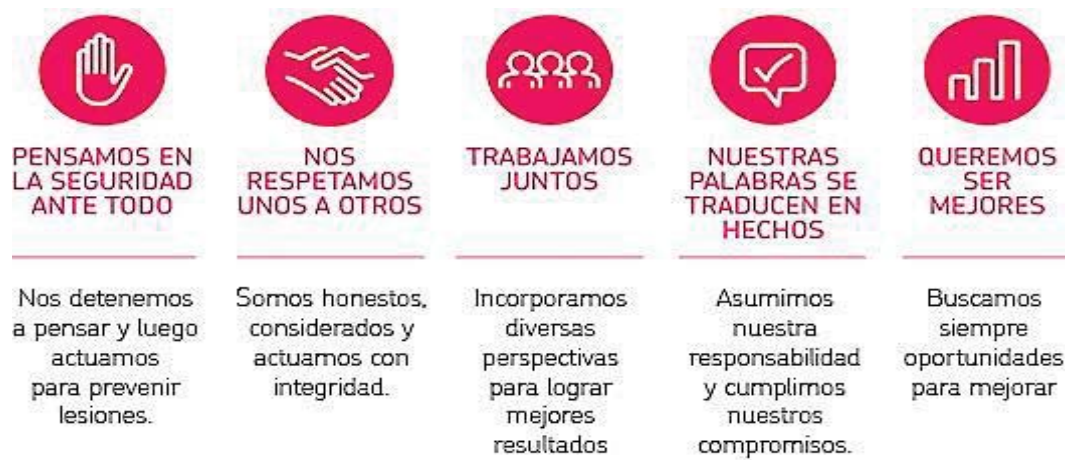 PENSAMOS EN
LA SEGURIDAD
ANTE TODO
Nos detenemos
a pensar y luego
actuamos
para prevenir
lesiones.
NOS
RESPETAMOS
UNOS A OTROS
Somos honestos,
considerados y
actuamos con
integridad.
TRABAJAMOS
JUNTOS
Incorporamos
diversas
perspectivas
para lograr
mejores
resultados
NUESTRAS
PALABRAS SE
TRADUCEN EN
HECHOS
Asumimos
nuestra
responsabilidad
y cumplimos
nuestros
compromisos.
QUEREMOS
SER
MEJORES
Buscamos
siempre
oportunidades
para mejorar